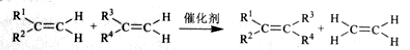 R¹ H R³ H 催化剂 R¹ R³ H H
C=C + C=C → C=C + C=C
R² H R⁴ H R² R⁴ H H